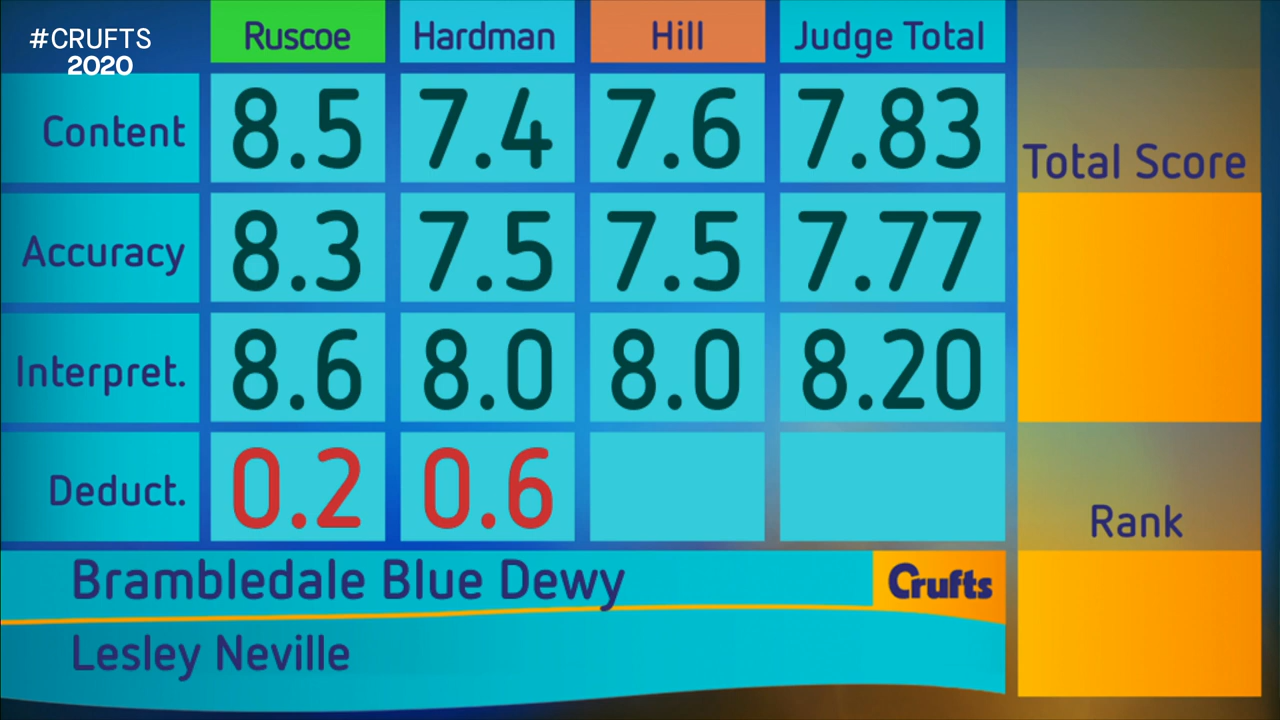 #CRUFTS
2020
Ruscoe Hardman Hill Judge Total
Content 8.5 7.4 7.6 7.83
Total Score
Accuracy 8.3 7.5 7.5 7.77
Interpret. 8.6 8.0 8.0 8.20
Deduct. 0.2 0.6
Rank
Brambledale Blue Dewy
Crufts
Lesley Neville